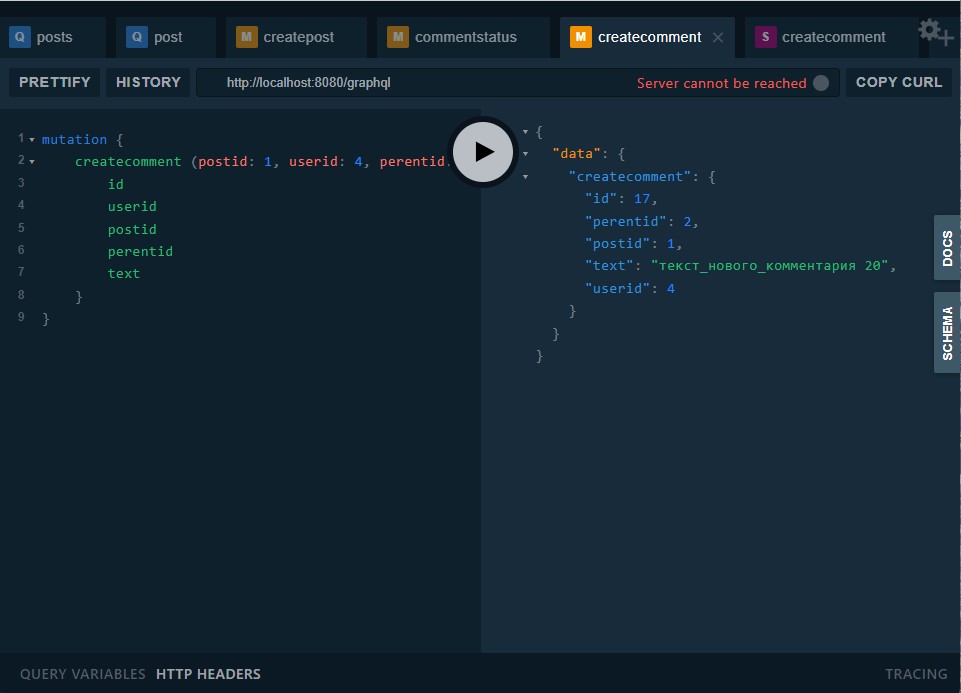 Q posts Q post M createpost M commentstatus M createcomment × S createcomment +
PRETTIFY HISTORY http://localhost:8080/graphql Server cannot be reached COPY CURL
1 mutation {
2 createcomment (postid: 1, userid: 4, perentid
3 id
4 userid
5 postid
6 perentid
7 text
8 }
9 }
{
"data": {
"createcomment": {
"id": 17,
"perentid": 2,
"postid": 1,
"text": "текст_нового_комментария 20",
"userid": 4
}
}
}
DOCS
SCHEMA
QUERY VARIABLES HTTP HEADERS TRACING